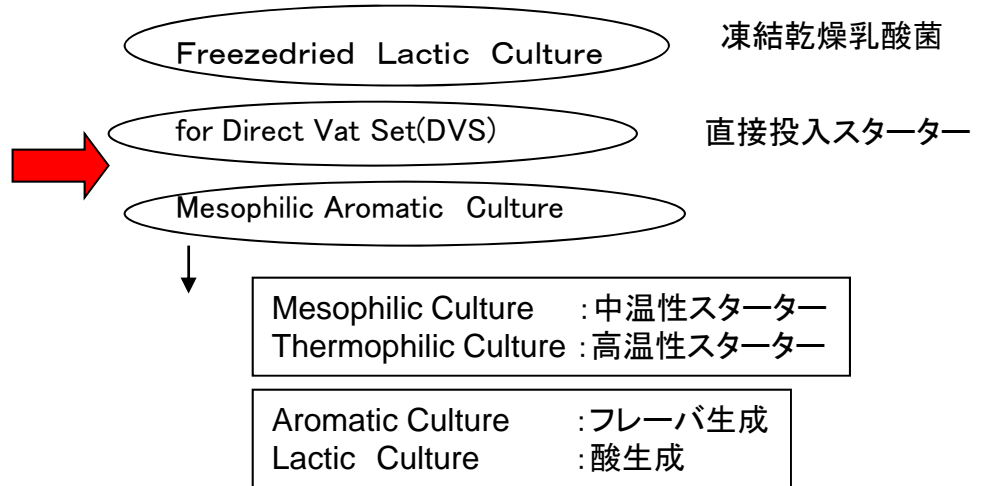 Freezedried Lactic Culture 凍結乾燥乳酸菌
for Direct Vat Set(DVS) 直接投入スターター
Mesophilic Aromatic Culture
Mesophilic Culture :中温性スターター
Thermophilic Culture :高温性スターター
Aromatic Culture :フレーバ生成
Lactic Culture :酸生成